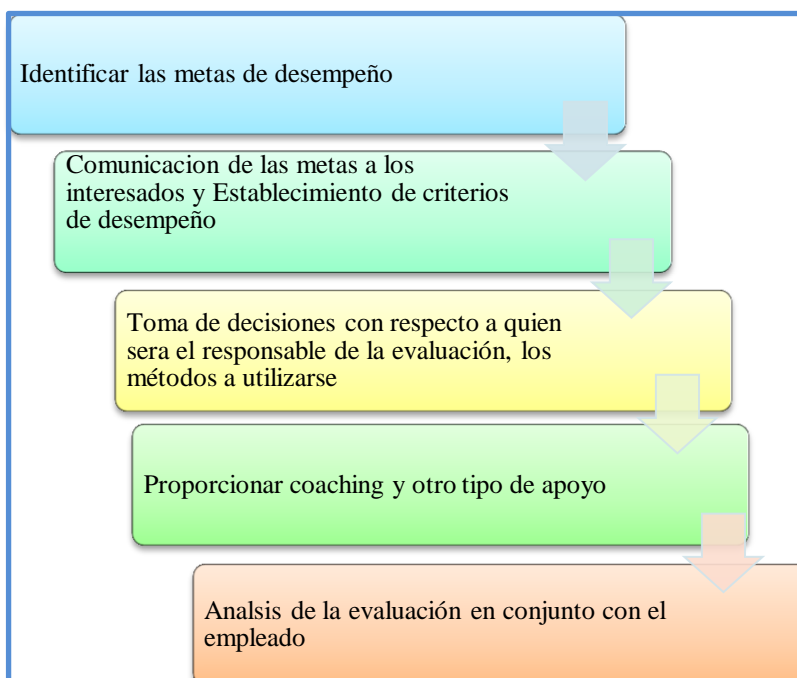 Identificar las metas de desempeño
Comunicacion de las metas a los
interesados y Establecimiento de criterios
de desempeño
Toma de decisiones con respecto a quien
sera el responsable de la evaluación, los
métodos a utilizarse
Proporcionar coaching y otro tipo de apoyo
Analsis de la evaluación en conjunto con el
empleado